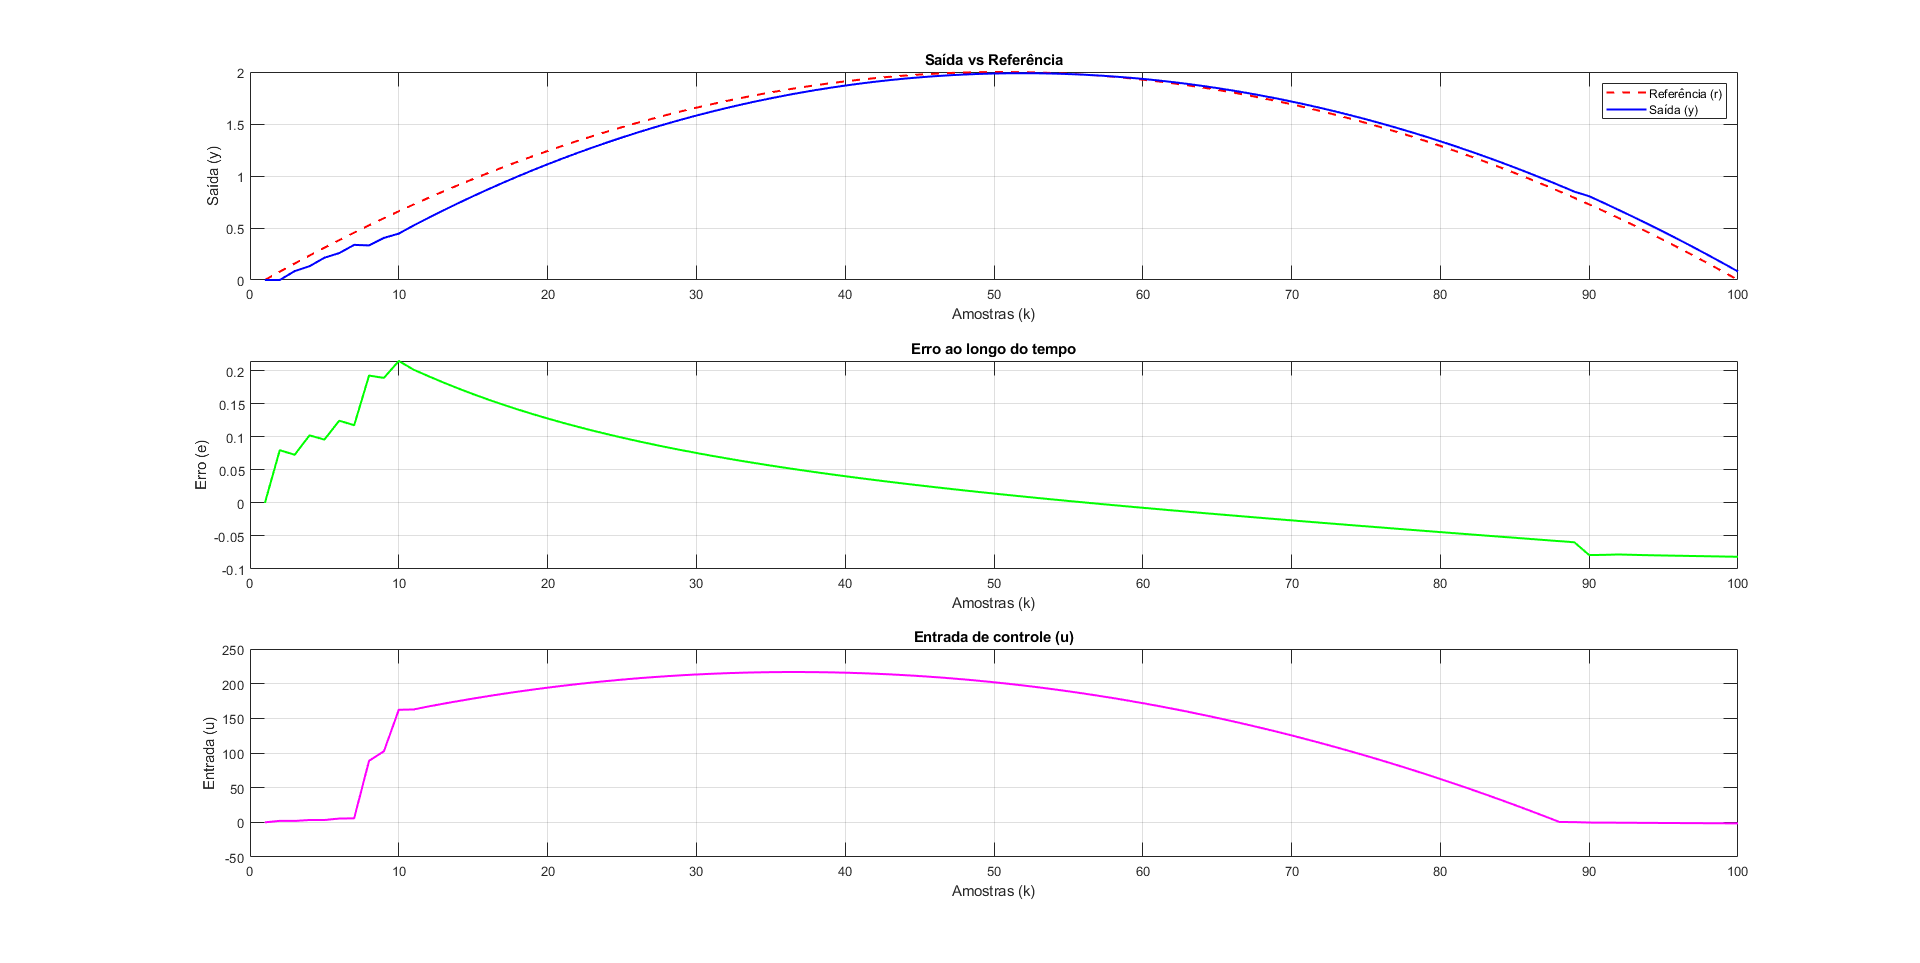 Saída vs Referência
2
1.5
1
0.5
0
Saída (y)
Referência (r)
Saída (y)
0 10 20 30 40 50 60 70 80 90 100
Amostras (k)
Erro ao longo do tempo
0.2
0.15
0.1
0.05
0
-0.05
-0.1
Erro (e)
0 10 20 30 40 50 60 70 80 90 100
Amostras (k)
Entrada de controle (u)
250
200
150
100
50
0
-50
Entrada (u)
0 10 20 30 40 50 60 70 80 90 100
Amostras (k)